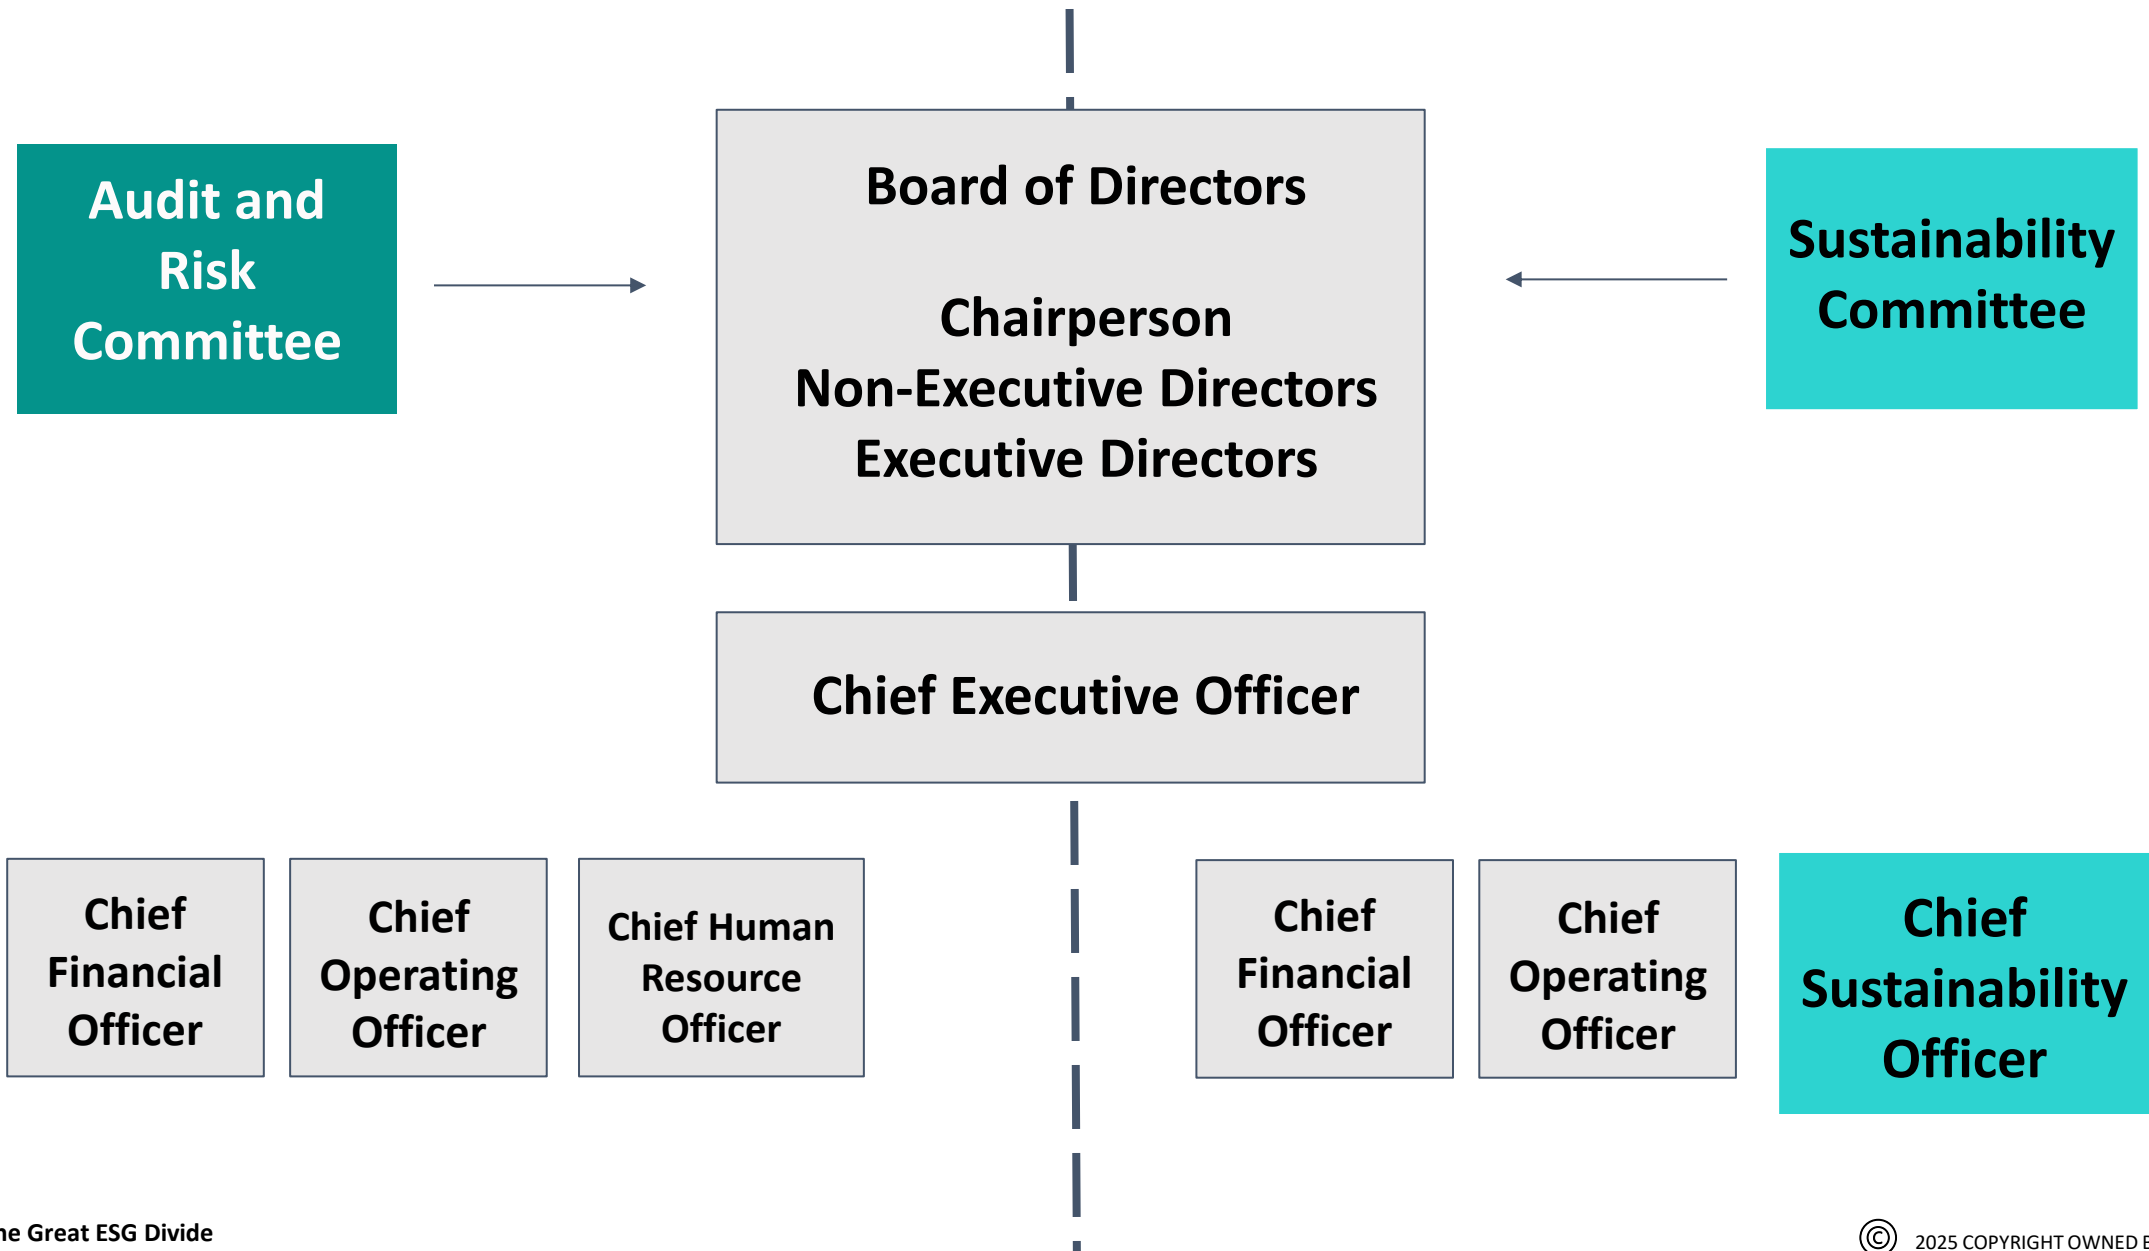 Audit and
Risk
Committee
Board of Directors
Chairperson
Non-Executive Directors
Executive Directors
Sustainability
Committee
Chief Executive Officer
Chief
Financial
Officer
Chief
Operating
Officer
Chief Human
Resource
Officer
Chief
Financial
Officer
Chief
Operating
Officer
Chief
Sustainability
Officer
Great ESG Divide
© 2025 COPYRIGHT OWNED